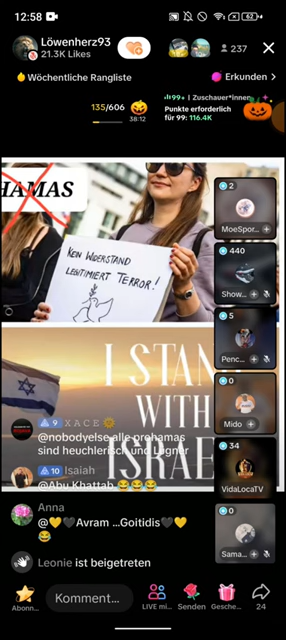 12:58
62
Löwenherz93
21.3K Likes
237
Wöchentliche Rangliste
Erkunden >
135/606
38:12
99+ | Zuschauer*innen
Punkte erforderlich
für 99: 116.4K
HAMAS
KEIN WIDERSTAND
LEGITIMIERT TERROR!
2
MoeSpor...
440
Show...
5
Penc...
0
Mido
34
VidaLocaTV
0
Sama...
I STAND
WITH
ISRAEL
9 XACE
@nobodyelse alle prohamas
sind heuchlerisch und Lügner
10 Isaiah
@Abu Khattab 😂😂😂
Anna
@💛🖤Avram ...Goitidis🖤💛
😂
Leonie ist beigetreten
Abonn...
Komment...
LIVE mi...
Senden
Gesche...
24